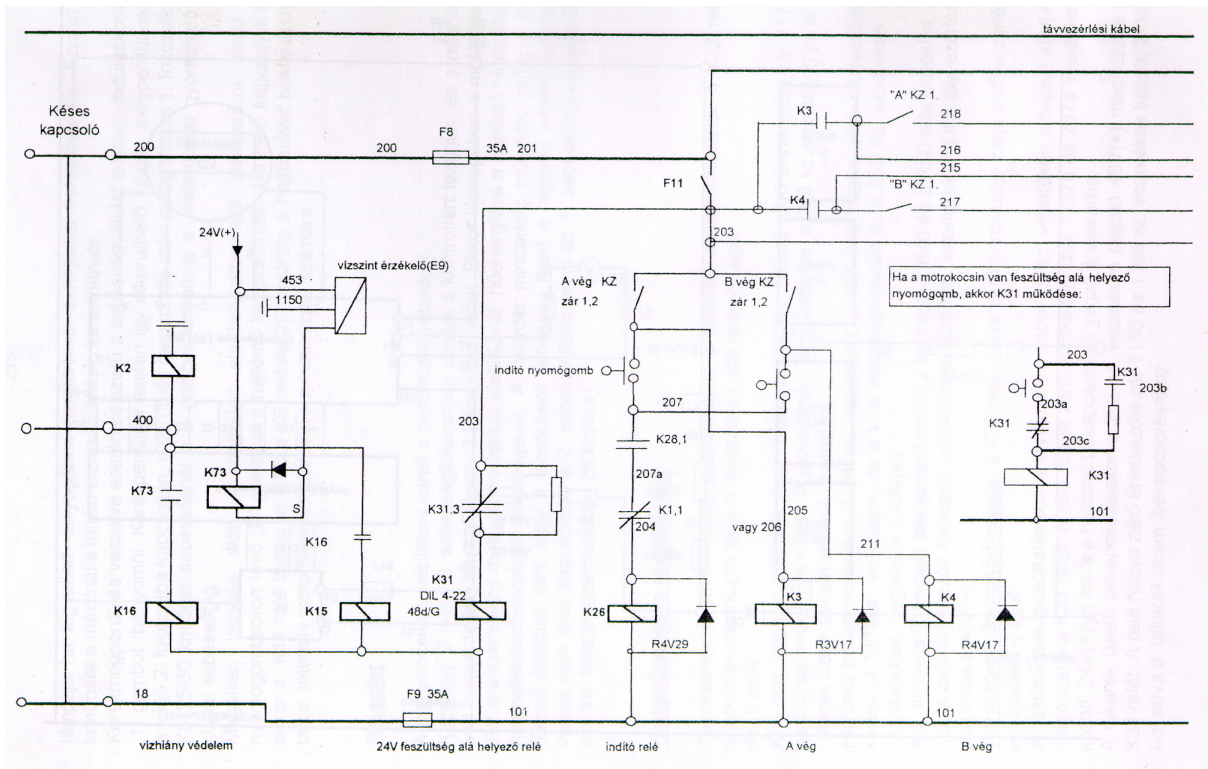 távvezérlési kábel
Késes
kapcsoló
200
200
F8
35A 201
F11
K3
"A" KZ 1.
218
216
215
"B" KZ 1.
217
K4
203
24V(+)
vízszint érzékelő(E9)
453
1150
A vég KZ
zár 1,2
B vég KZ
zár 1,2
Ha a motrokocsin van feszültség alá helyező
nyomógomb, akkor K31 működése:
K2
indító nyomógomb
207
400
203
K28,1
207a
K73
K73
S
K16
K31.3
K1,1
204
205
vagy 206
211
203
K31
203b
203a
K31
203c
K31
101
K16
K15
K31
DIL 4-22
48d/G
K26
R4V29
K3
R3V17
K4
R4V17
18
F9 35A
101
101
vizhiány védelem
24V feszültség alá helyező relé
indító relé
A vég
B vég